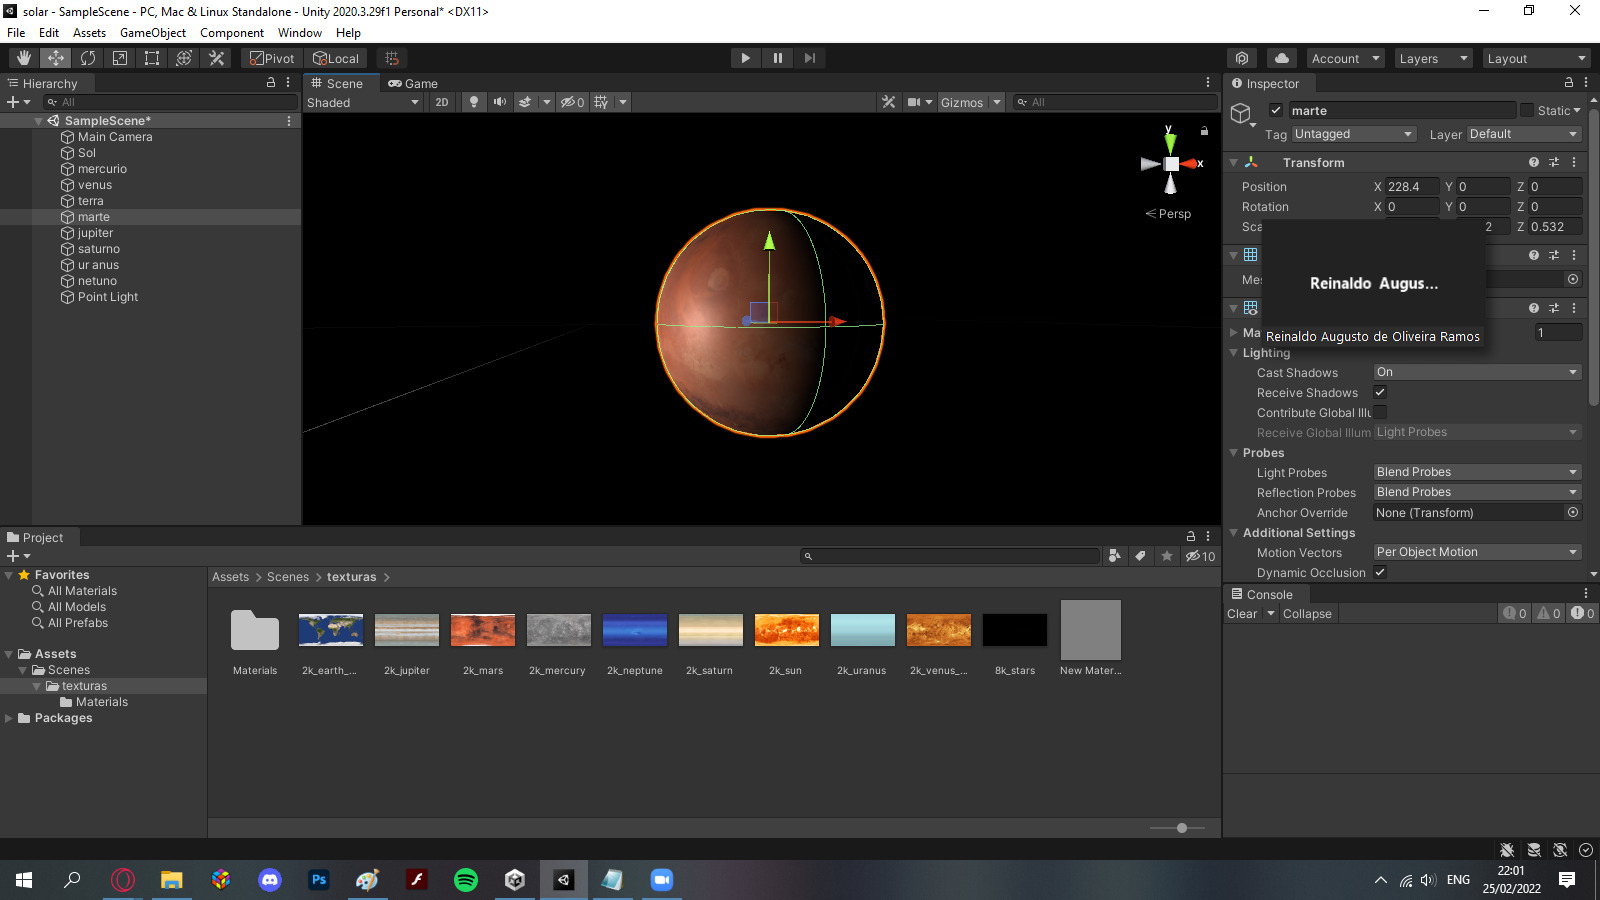 solar - SampleScene - PC, Mac & Linux Standalone - Unity 2020.3.29f1 Personal* <DX11>
File Edit Assets GameObject Component Window Help
Pivot Local Account Layers Layout
Hierarchy
All
SampleScene*
Main Camera
Sol
mercurio
venus
terra
marte
jupiter
saturno
ur anus
netuno
Point Light
Scene Game
Shaded 2D 0 Gizmos All
y
x
Persp
Inspector
marte Static
Tag Untagged Layer Default
Transform
Position X 228.4 Y 0 Z 0
Rotation X 0 Y 0 Z 0
Sca 2 Z 0.532
Mes
Reinaldo Augus...
Ma 1
Reinaldo Augusto de Oliveira Ramos
Lighting
Cast Shadows On
Receive Shadows
Contribute Global Illu
Receive Global Illum Light Probes
Probes
Light Probes Blend Probes
Reflection Probes Blend Probes
Anchor Override None (Transform)
Additional Settings
Motion Vectors Per Object Motion
Dynamic Occlusion
Project
10
Favorites
All Materials
All Models
All Prefabs
Assets
Scenes
texturas
Materials
Packages
Assets > Scenes > texturas >
Materials 2k_earth_... 2k_jupiter 2k_mars 2k_mercury 2k_neptune 2k_saturn 2k_sun 2k_uranus 2k_venus_... 8k_stars New Mater...
Console
Clear Collapse 0 0 0
Ps
ENG
22:01
25/02/2022